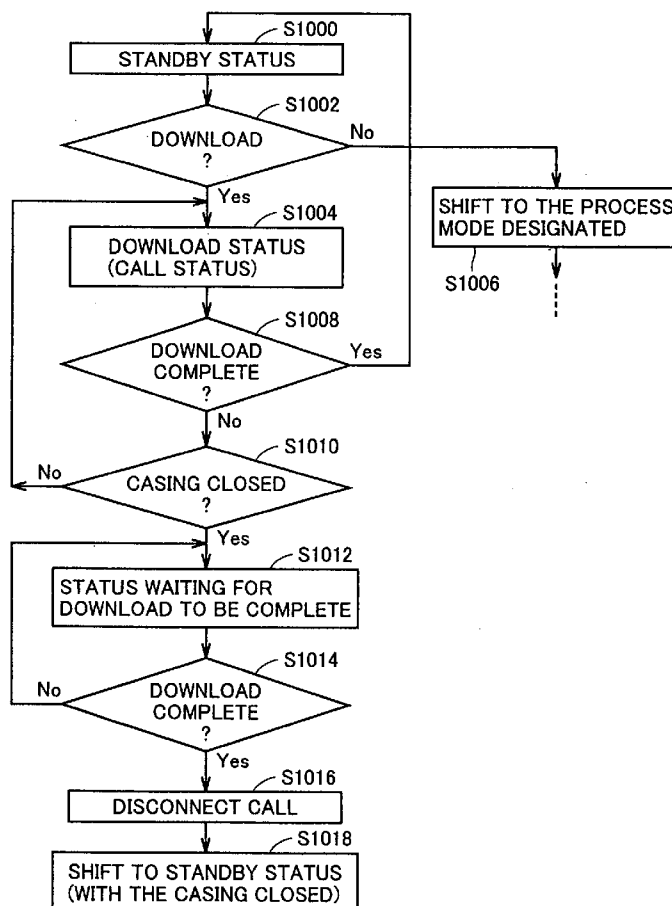 S1000
STANDBY STATUS
S1002
DOWNLOAD
?
No
Yes
S1004
DOWNLOAD STATUS
(CALL STATUS)
SHIFT TO THE PROCESS
MODE DESIGNATED
S1006
S1008
DOWNLOAD
COMPLETE
?
Yes
No
S1010
CASING CLOSED
?
No
Yes
S1012
STATUS WAITING FOR
DOWNLOAD TO BE COMPLETE
S1014
DOWNLOAD
COMPLETE
?
No
Yes
S1016
DISCONNECT CALL
S1018
SHIFT TO STANDBY STATUS
(WITH THE CASING CLOSED)